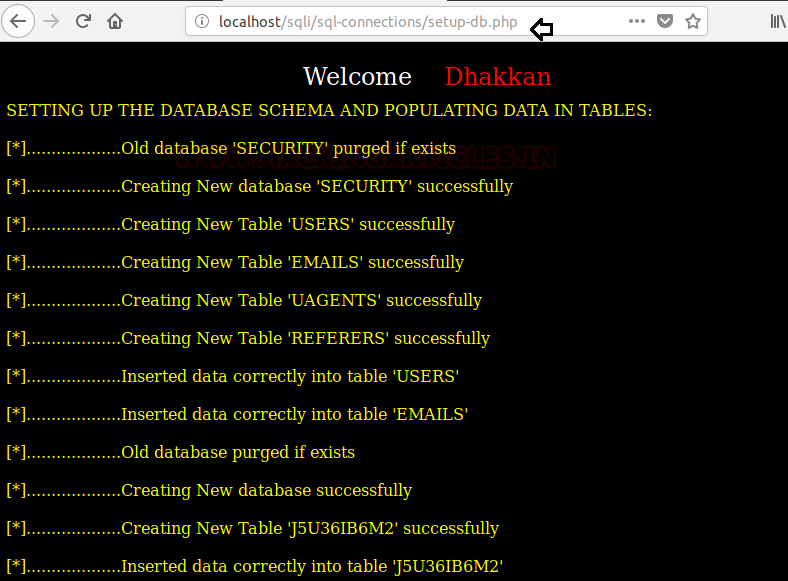 localhost/sqli/sql-connections/setup-db.php
Welcome Dhakkan
SETTING UP THE DATABASE SCHEMA AND POPULATING DATA IN TABLES:
[*]...................Old database 'SECURITY' purged if exists
WWW.HACKINGARTICLES.IN
[*]...................Creating New database 'SECURITY' successfully
[*]...................Creating New Table 'USERS' successfully
[*]...................Creating New Table 'EMAILS' successfully
[*]...................Creating New Table 'UAGENTS' successfully
[*]...................Creating New Table 'REFERERS' successfully
[*]...................Inserted data correctly into table 'USERS'
[*]...................Inserted data correctly into table 'EMAILS'
[*]...................Old database purged if exists
[*]...................Creating New database successfully
[*]...................Creating New Table 'J5U36IB6M2' successfully
[*]...................Inserted data correctly into table 'J5U36IB6M2'